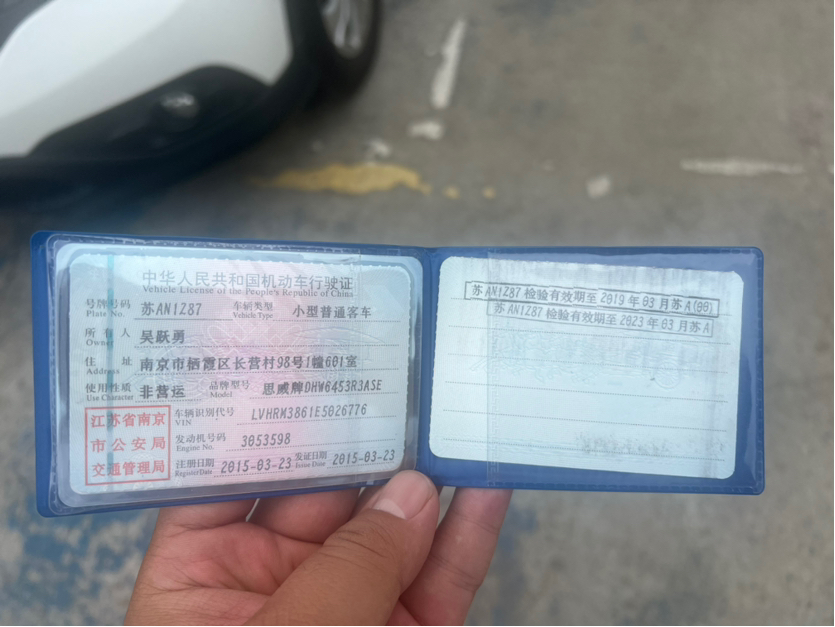 中华人民共和国机动车行驶证
Vehicle License of the People's Republic of China
号牌号码 Plate No. 苏AN1Z87 车辆类型 Vehicle Type 小型普通客车
所有人 Owner 吴跃勇
住址 Address 南京市栖霞区长营村98号1幢601室
使用性质 Use Character 非营运 品牌型号 Model 思威牌DHW6453R3ASE
江苏省南京
市公安局
交通管理局
车辆识别代号 VIN LVHRM3861E5026776
发动机号码 Engine No. 3053598
注册日期 Register Date 2015-03-23 发证日期 Issue Date 2015-03-23
苏AN1Z87 检验有效期至 2019年03月苏A(06)
苏AN1Z87 检验有效期至 2023年03月苏A